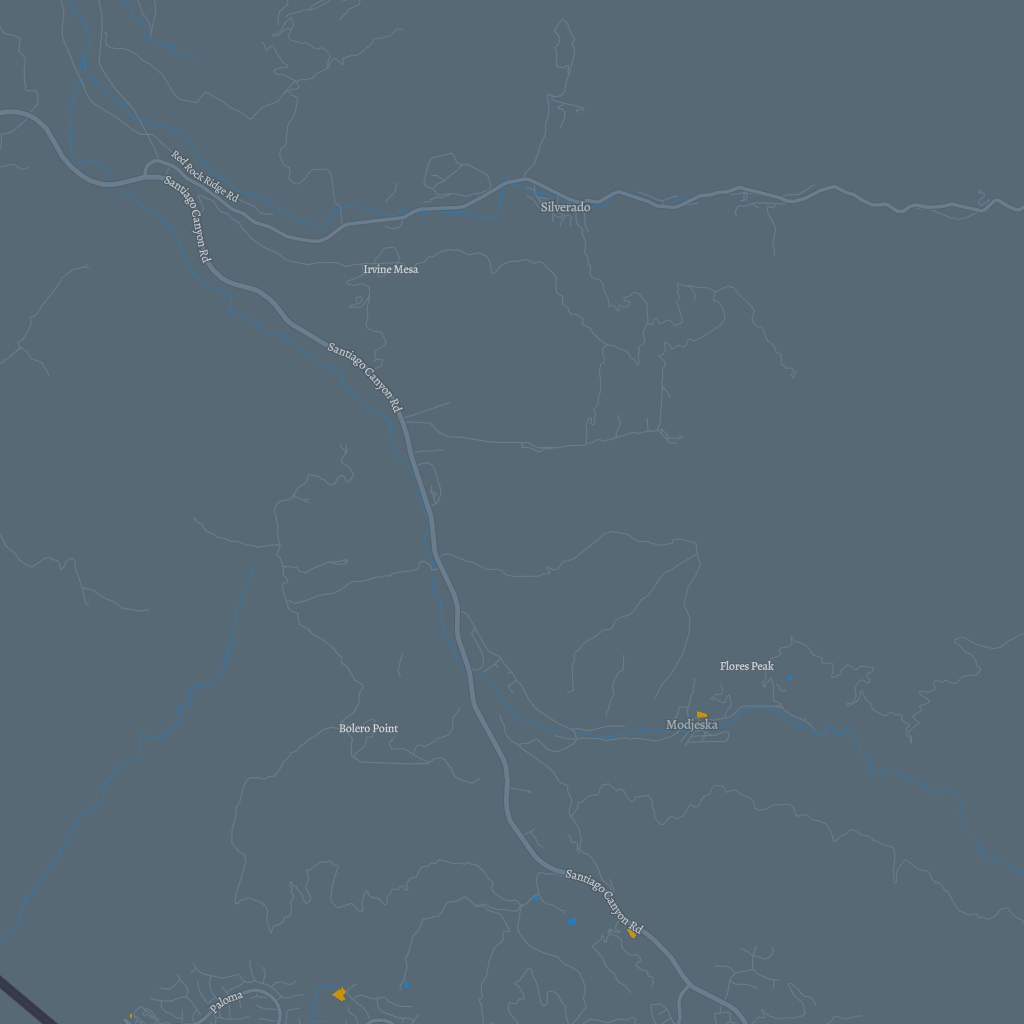 Red Rock Ridge Rd
Santiago Canyon Rd
Silverado
Irvine Mesa
Santiago Canyon Rd
Flores Peak
Modjeska
Bolero Point
Santiago Canyon Rd
Paloma